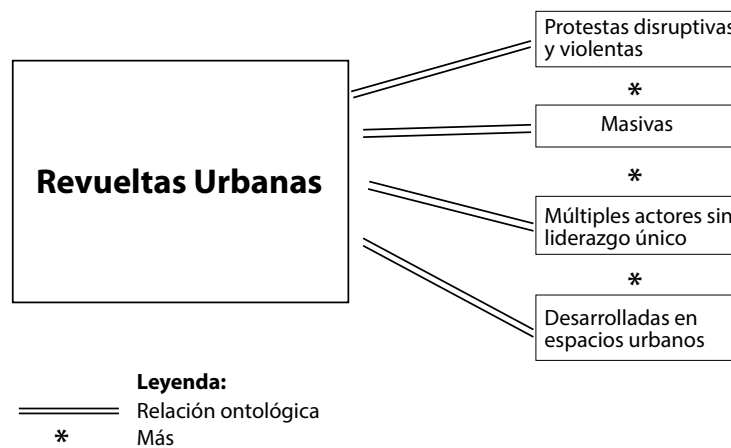 Protestas disruptivas
y violentas
*
Masivas
*
Revueltas Urbanas
Múltiples actores sin
liderazgo único
*
Desarrolladas en
espacios urbanos
Leyenda:
Relación ontológica
* Más